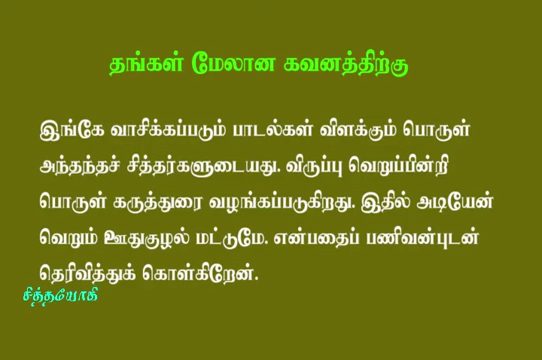 தங்கள் மேலான கவனத்திற்கு
இங்கே வாசிக்கப்படும் பாடல்கள் விளக்கும் பொருள்
அந்தந்தச் சித்தர்களுடையது. விருப்பு வெறுப்பின்றி
பொருள் கருத்துரை வழங்கப்படுகிறது. இதில் அடியேன்
வெறும் ஊதுகுழல் மட்டுமே. என்பதைப் பணிவன்புடன்
தெரிவித்துக் கொள்கிறேன்.
சித்தயோகி